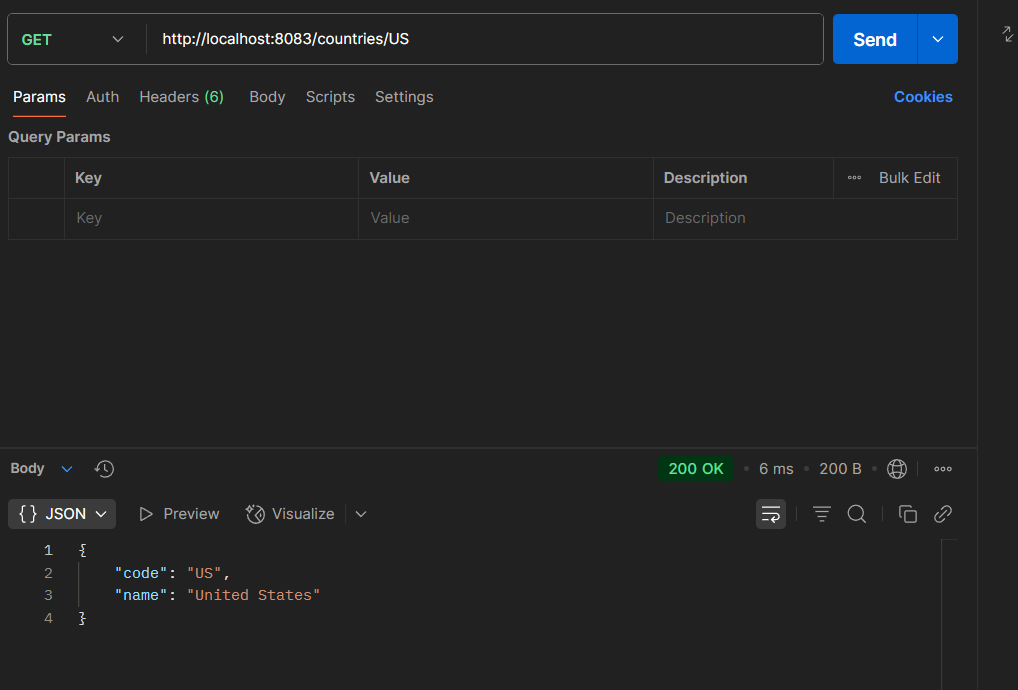 GET http://localhost:8083/countries/US Send
Params Auth Headers (6) Body Scripts Settings Cookies
Query Params
Key Value Description Bulk Edit
Key Value Description
Body 200 OK 6 ms 200 B
{ } JSON Preview Visualize
1 {
2 "code": "US",
3 "name": "United States"
4 }